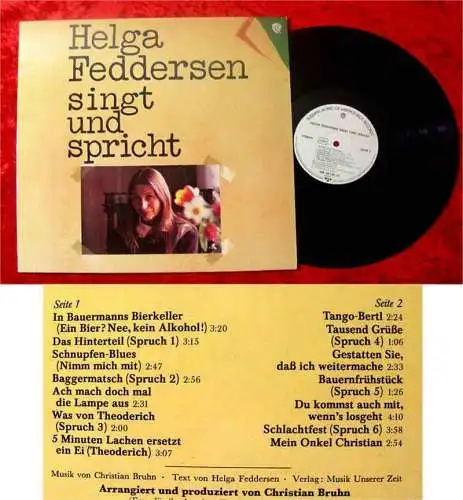 Helga
Feddersen
singt
und
spricht
Seite 1
In Bauermanns Bierkeller
(Ein Bier? Nee, kein Alkohol!) 3:20
Das Hinterteil (Spruch 1) 3:15
Schnupfen-Blues
(Nimm mich mit) 2:47
Baggermatsch (Spruch 2) 2:56
Ach mach doch mal
die Lampe aus 2:31
Was von Theoderich
(Spruch 3) 2:00
5 Minuten Lachen ersetzt
ein Ei (Theoderich) 3:07
Seite 2
Tango-Bertl 2:24
Tausend Grüße
(Spruch 4) 1:06
Gestatten Sie,
daß ich weitermache 2:33
Bauernfrühstück
(Spruch 5) 1:26
Du kommst auch mit,
wenn's losgeht 4:10
Schlachtfest (Spruch 6) 3:58
Mein Onkel Christian 2:54
Musik von Christian Bruhn · Text von Helga Feddersen · Verlag: Musik Unserer Zeit
Arrangiert und produziert von Christian Bruhn